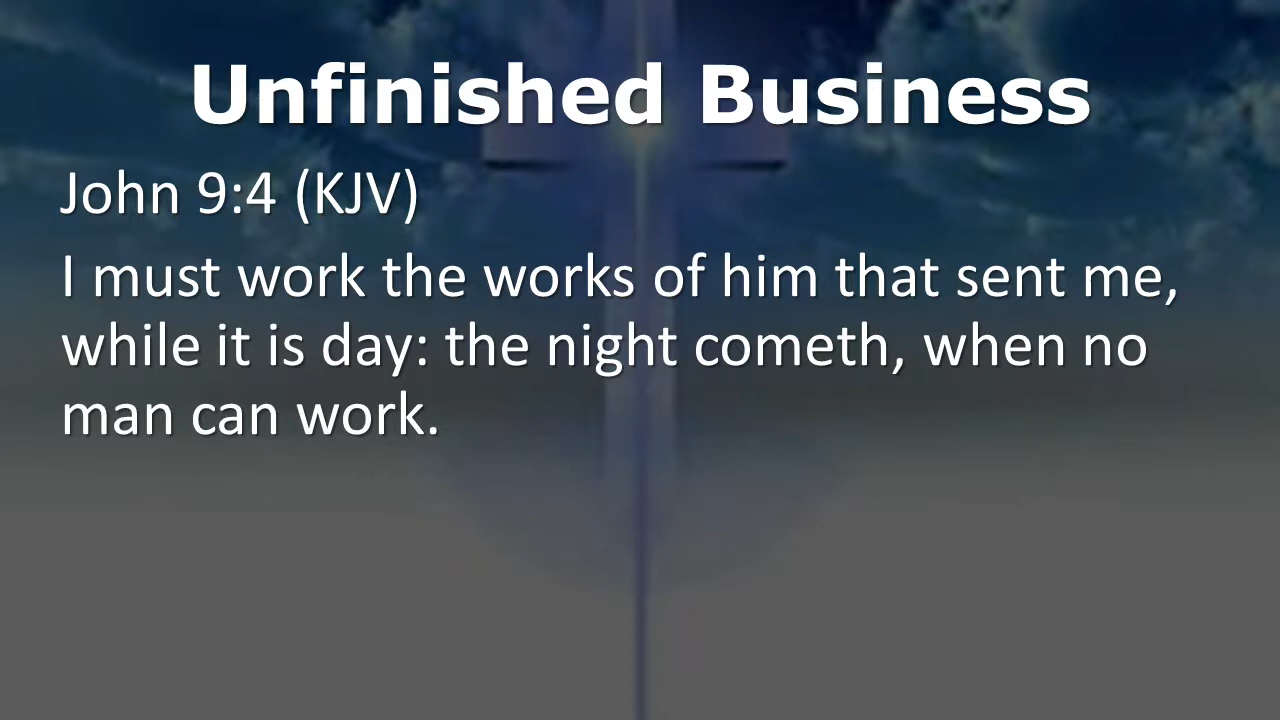 Unfinished Business
John 9:4 (KJV)
I must work the works of him that sent me,
while it is day: the night cometh, when no
man can work.